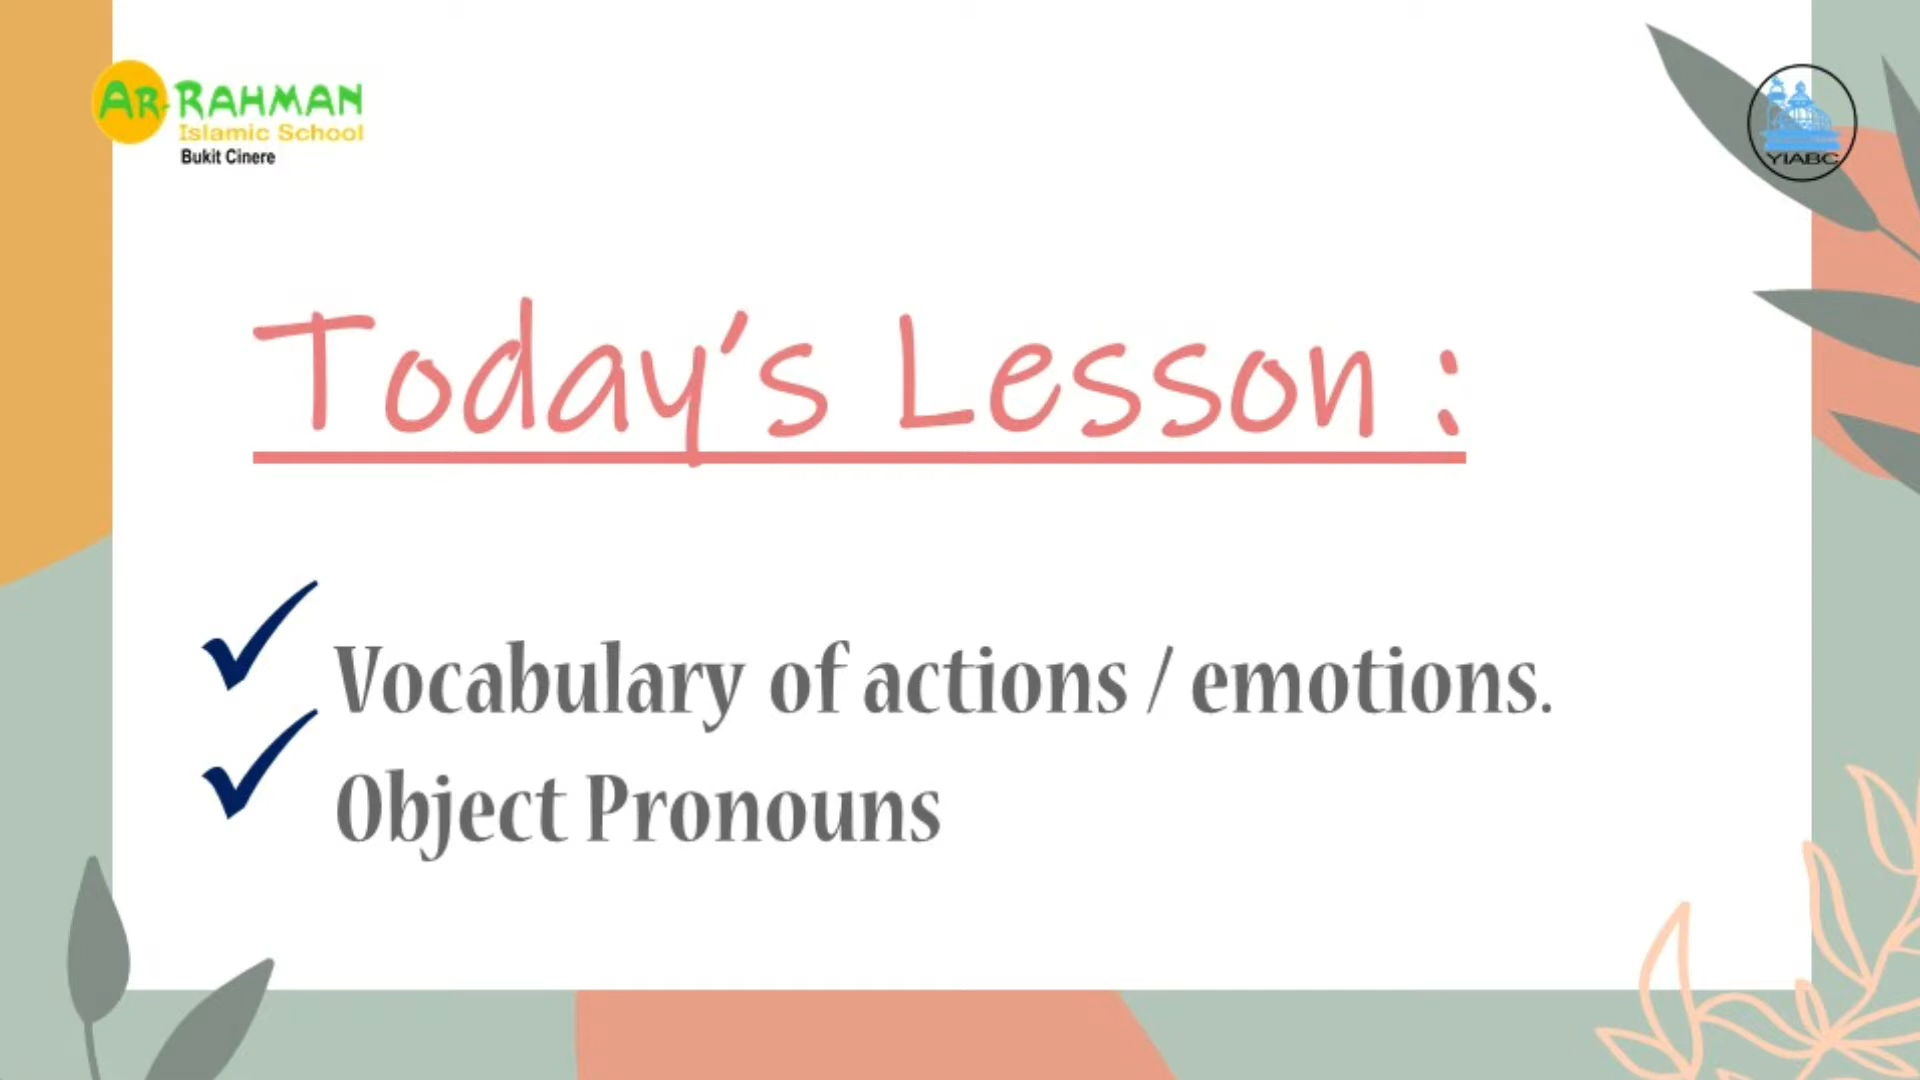 AR-RAHMAN
Islamic School
Bukit Cinere
YIABC
Today's Lesson :
Vocabulary of actions / emotions.
Object Pronouns